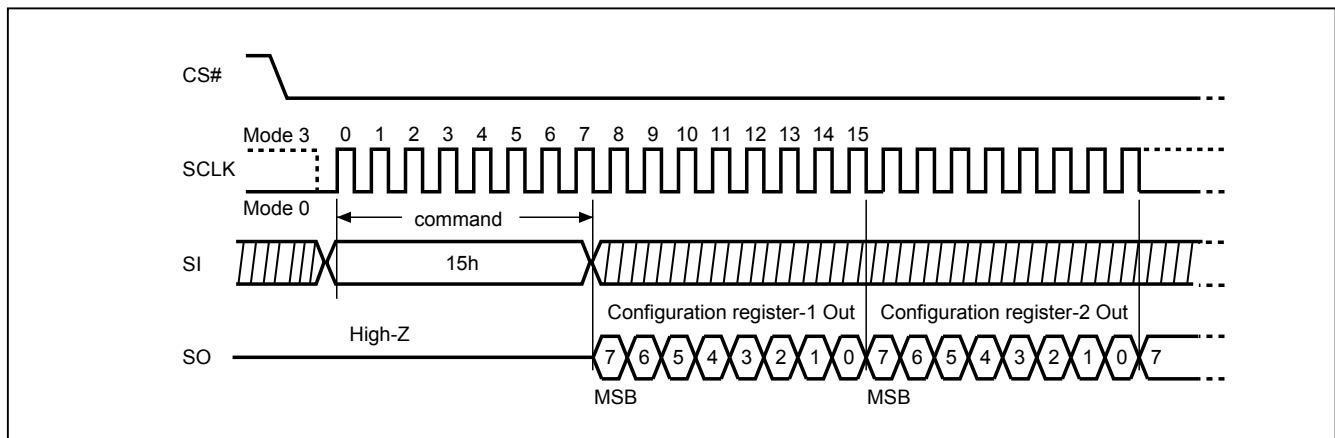 CS#
Mode 3 0 1 2 3 4 5 6 7 8 9 10 11 12 13 14 15
SCLK
Mode 0
command
SI 15h
Configuration register-1 Out Configuration register-2 Out
High-Z
SO 7 6 5 4 3 2 1 0 7 6 5 4 3 2 1 0 7
MSB MSB